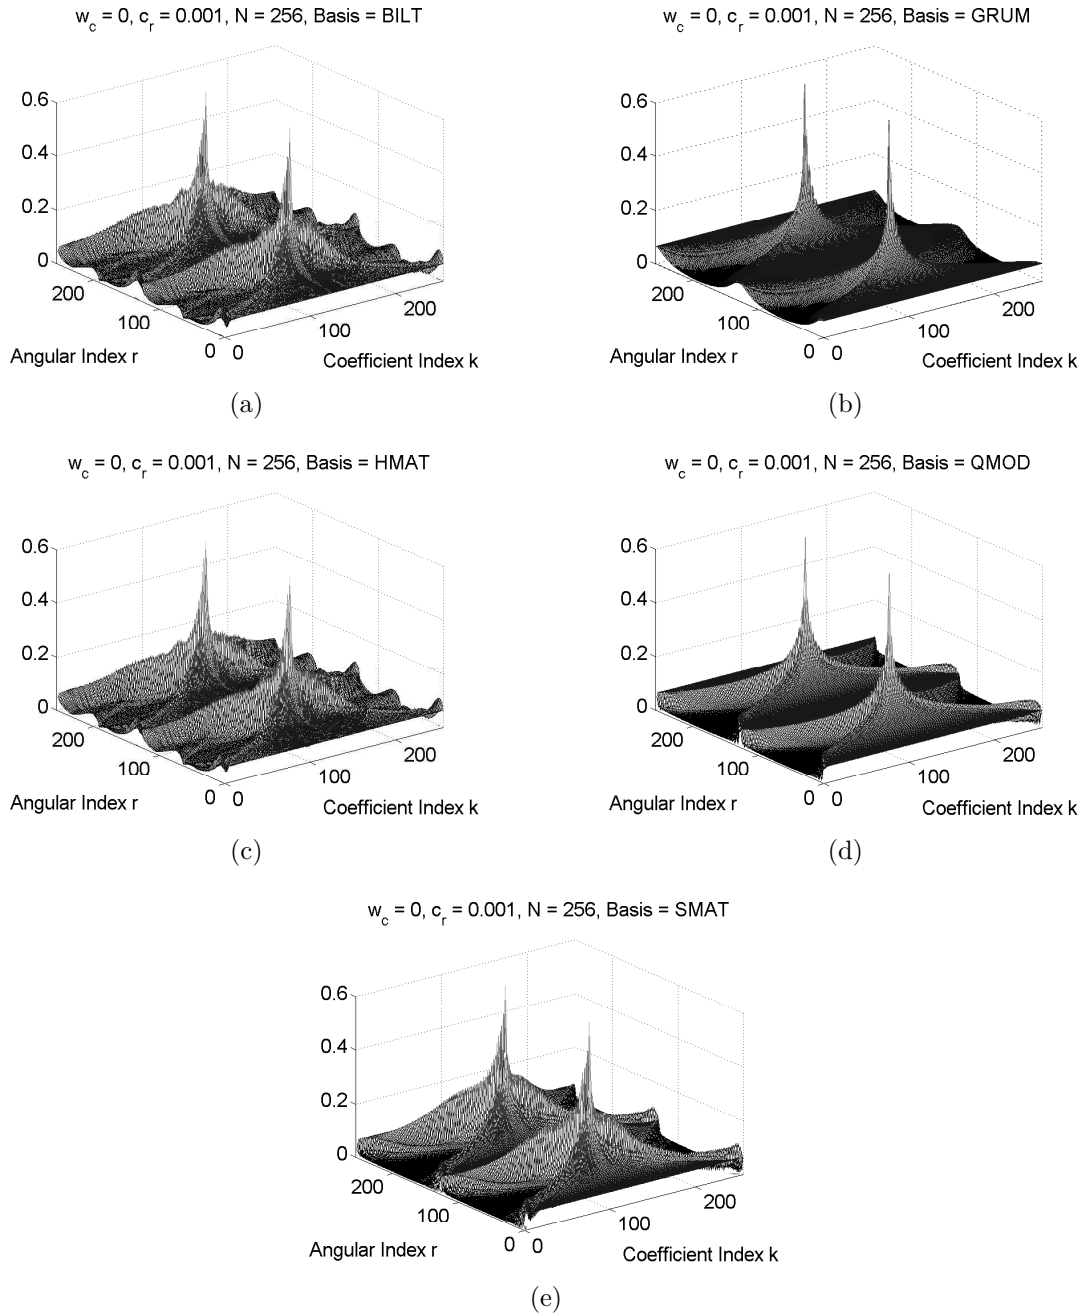 w_c = 0, c_r = 0.001, N = 256, Basis = BILT
0.6
0.4
0.2
0
200
100
0
0
100
200
Angular Index r
Coefficient Index k
(a)
w_c = 0, c_r = 0.001, N = 256, Basis = GRUM
0.6
0.4
0.2
0
200
100
0
0
100
200
Angular Index r
Coefficient Index k
(b)
w_c = 0, c_r = 0.001, N = 256, Basis = HMAT
0.6
0.4
0.2
0
200
100
0
0
100
200
Angular Index r
Coefficient Index k
(c)
w_c = 0, c_r = 0.001, N = 256, Basis = QMOD
0.6
0.4
0.2
0
200
100
0
0
100
200
Angular Index r
Coefficient Index k
(d)
w_c = 0, c_r = 0.001, N = 256, Basis = SMAT
0.6
0.4
0.2
0
200
100
0
0
100
200
Angular Index r
Coefficient Index k
(e)